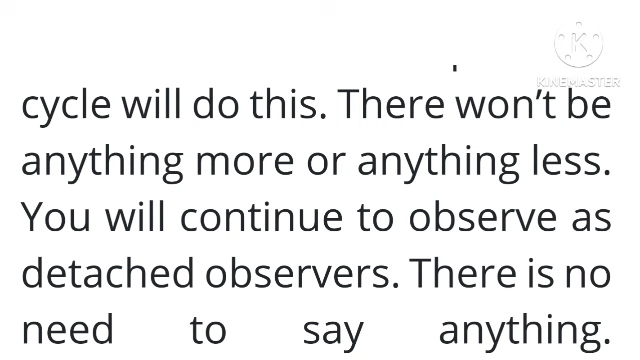 KINEMASTER
cycle will do this. There won't be
anything more or anything less.
You will continue to observe as
detached observers. There is no
need to say anything.